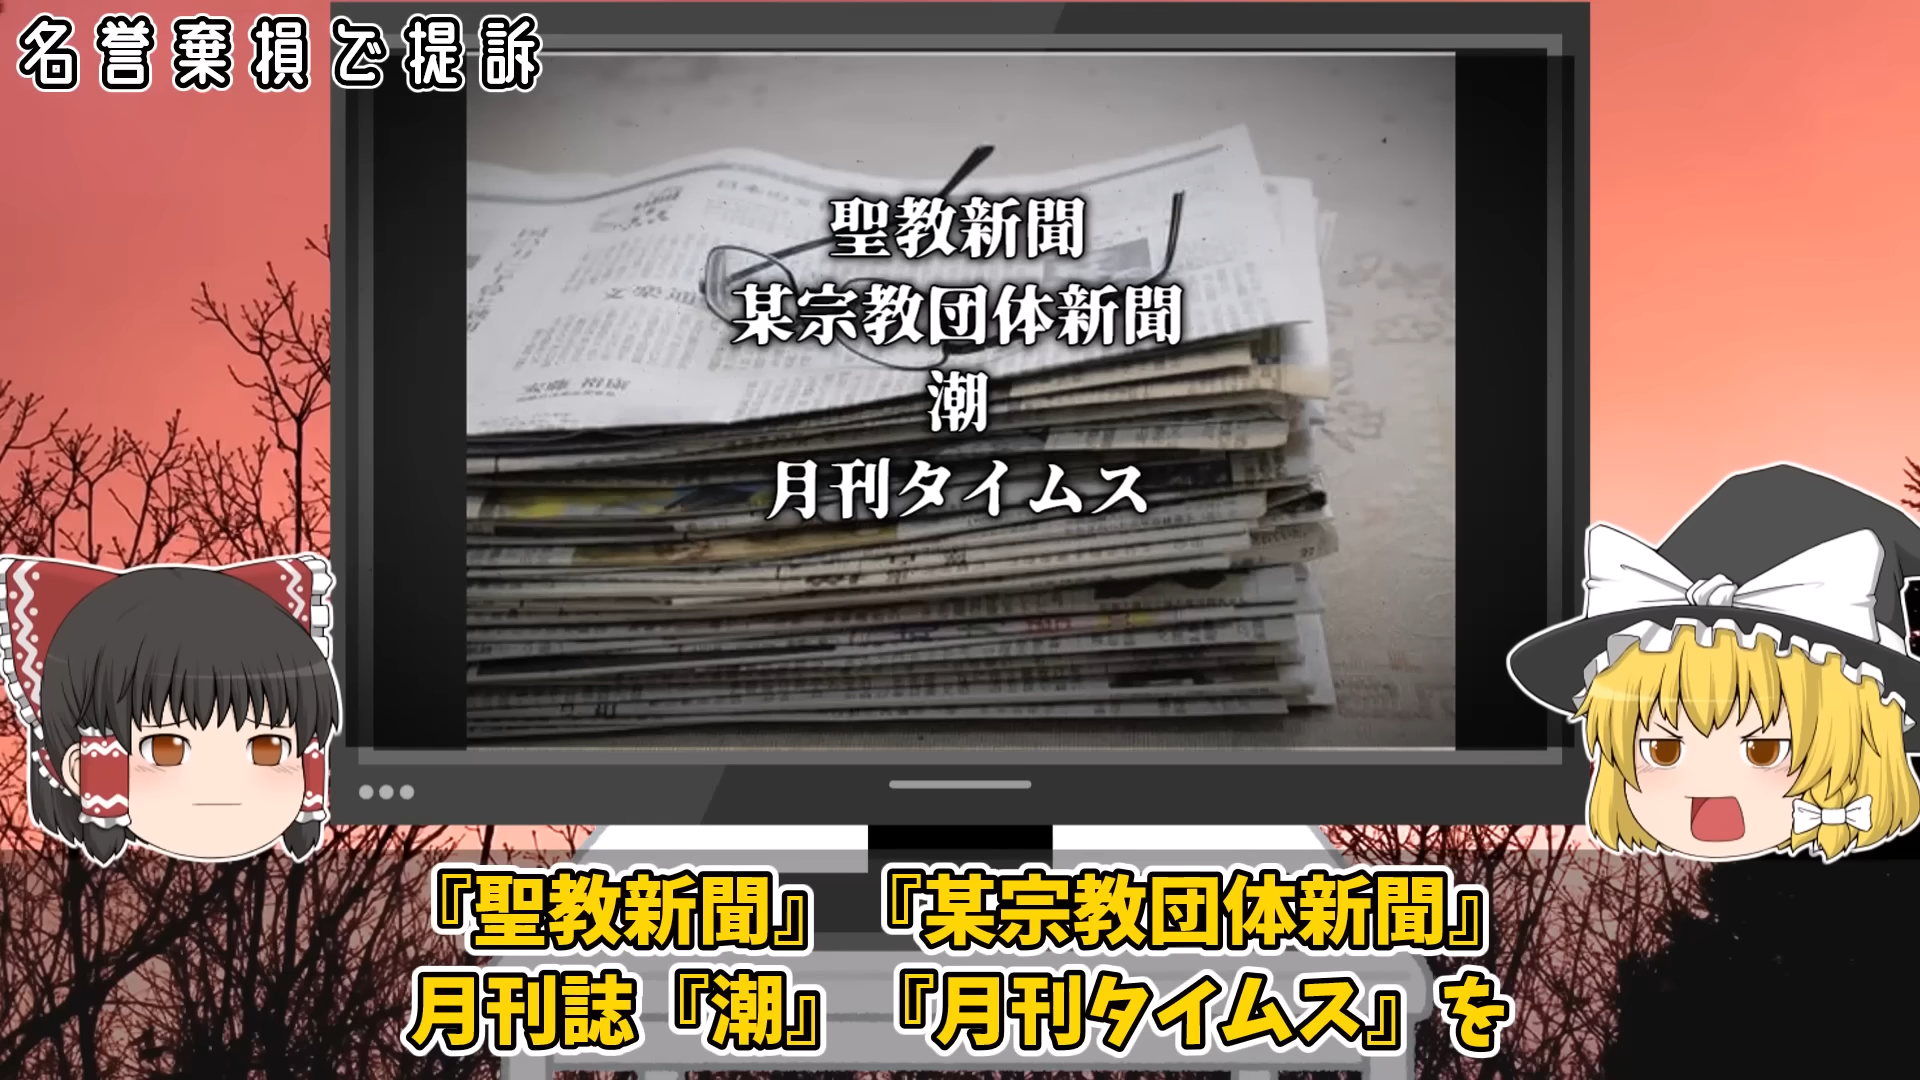 名誉棄損で提訴
聖教新聞
某宗教団体新聞
潮
月刊タイムス
『聖教新聞』『某宗教団体新聞』
月刊誌『潮』『月刊タイムス』を